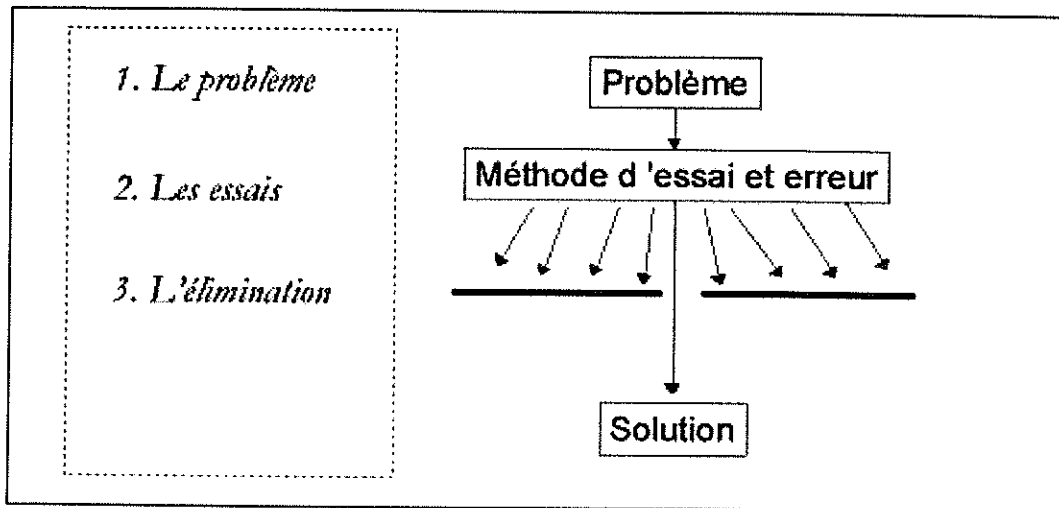 1. Le problème
2. Les essais
3. L'élimination
Problème
Méthode d 'essai et erreur
Solution